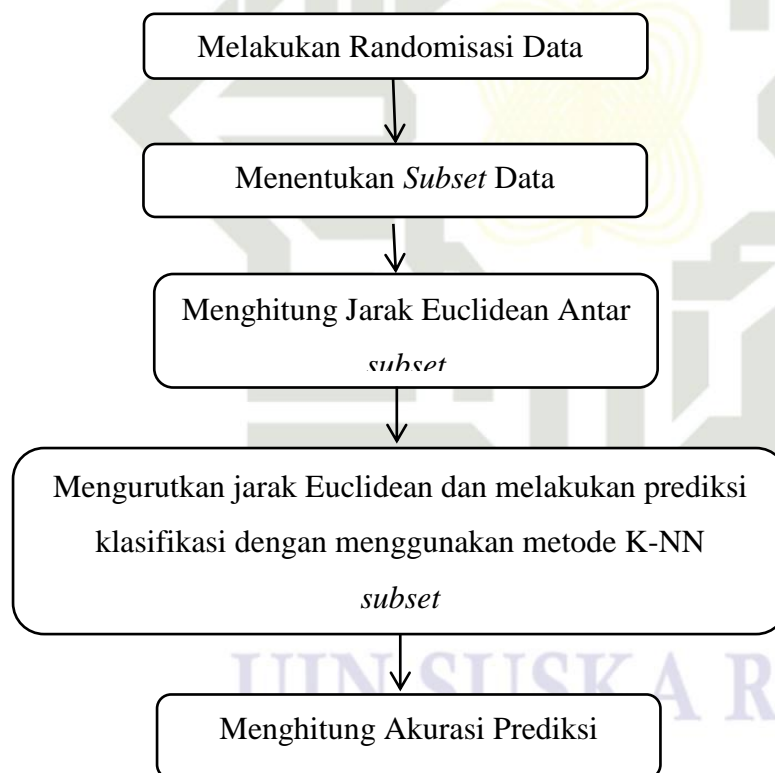 Melakukan Randomisasi Data
Menentukan Subset Data
Menghitung Jarak Euclidean Antar
subset
Mengurutkan jarak Euclidean dan melakukan prediksi
klasifikasi dengan menggunakan metode K-NN
subset
UIN SUSKA R
Menghitung Akurasi Prediksi